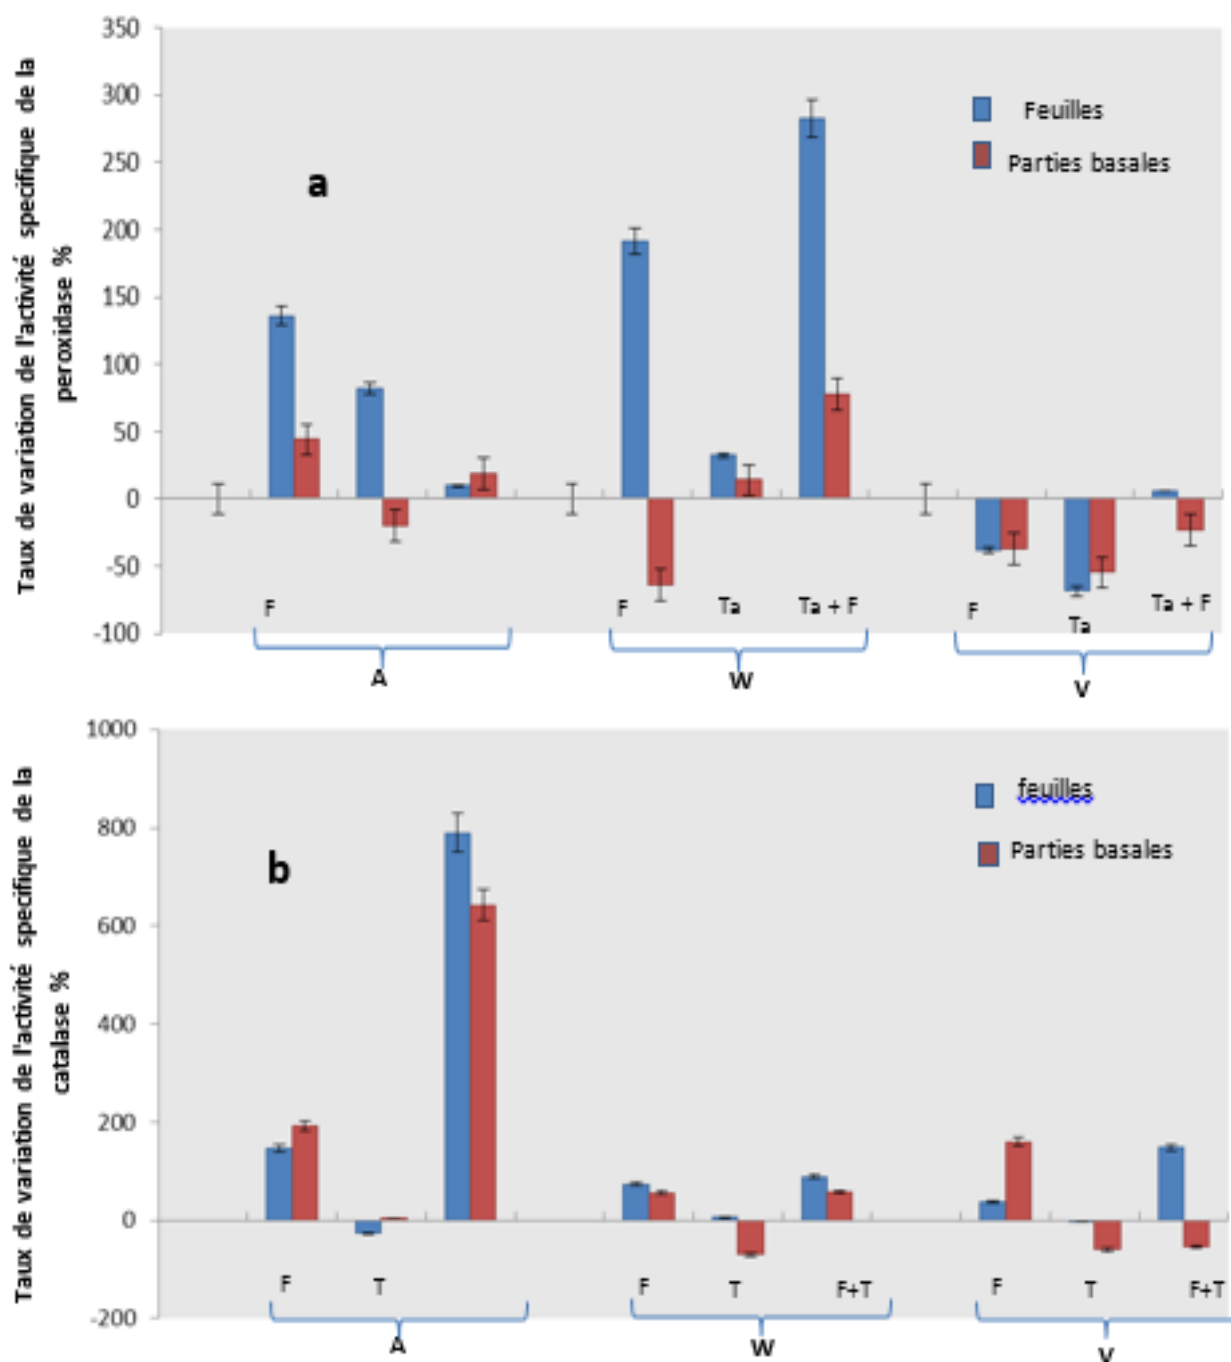 Taux de variation de l'activité specifique de la
peroxidase %
350
300
250
200
150
100
50
0
-50
-100
a
Feuilles
Parties basales
F
F
Ta
Ta + F
F
Ta
Ta + F
A
W
V
Taux de variation de l'activité specifique de la
catalase %
1000
800
600
400
200
0
-200
b
feuilles
Parties basales
F
T
F
T
F+T
F
T
F+T
A
W
V